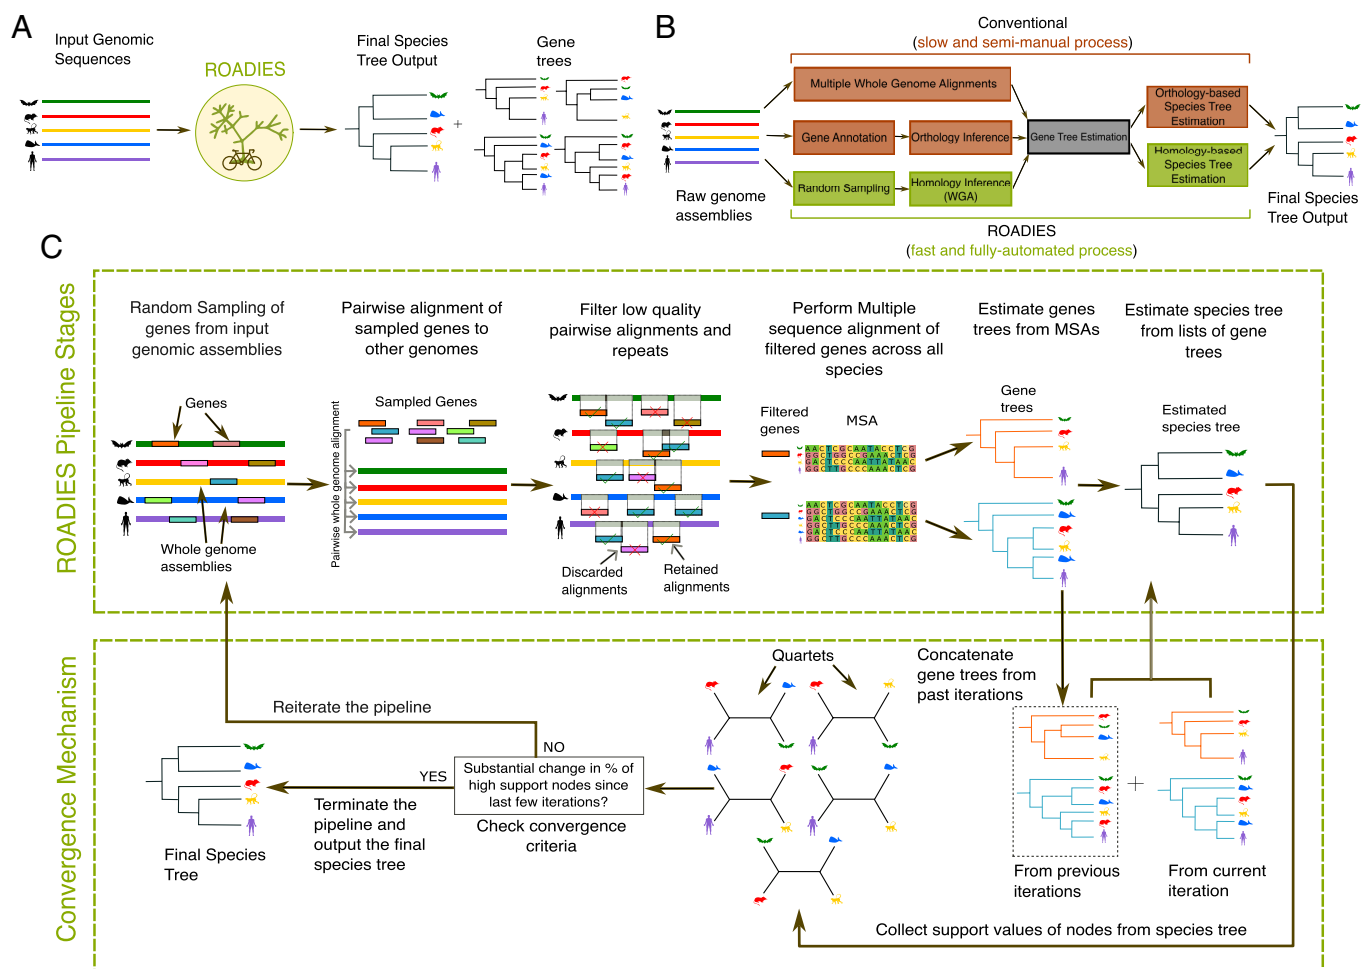 A
Input Genomic
Sequences
ROADIES
Final Species
Tree Output
+
Gene
trees
B
Conventional
(slow and semi-manual process)
Multiple Whole Genome Alignments
Gene Annotation
Orthology Inference
Random Sampling
Homology Inference
(WGA)
Gene Tree Estimation
Orthology-based
Species Tree
Estimation
Homology-based
Species Tree
Estimation
Raw genome
assemblies
Final Species
Tree Output
ROADIES
(fast and fully-automated process)
C
ROADIES Pipeline Stages
Random Sampling of
genes from input
genomic assemblies
Genes
Whole genome
assemblies
Pairwise alignment of
sampled genes to
other genomes
Sampled Genes
Pairwise whole genome alignment
Filter low quality
pairwise alignments and
repeats
Discarded
alignments
Retained
alignments
Perform Multiple
sequence alignment of
filtered genes across all
species
Filtered
genes
MSA
AACTCGCAATACCTCG
GGCTGGCCGAAACTCG
GACTCCCAATTATAAC
GGCTTGCCCAAACTCG
AACTCGCAATACCTCG
GGCTGGCCGAAACTCG
GACTCCCAATTATAAC
GGCTTGCCCAAACTCG
Estimate genes
trees from MSAs
Gene
trees
Estimate species tree
from lists of gene
trees
Estimated
species tree
Convergence Mechanism
Reiterate the pipeline
NO
YES
Substantial change in % of
high support nodes since
last few iterations?
Check convergence
criteria
Terminate the
pipeline and
output the final
species tree
Final Species
Tree
Quartets
Concatenate
gene trees from
past iterations
+
From previous
iterations
From current
iteration
Collect support values of nodes from species tree